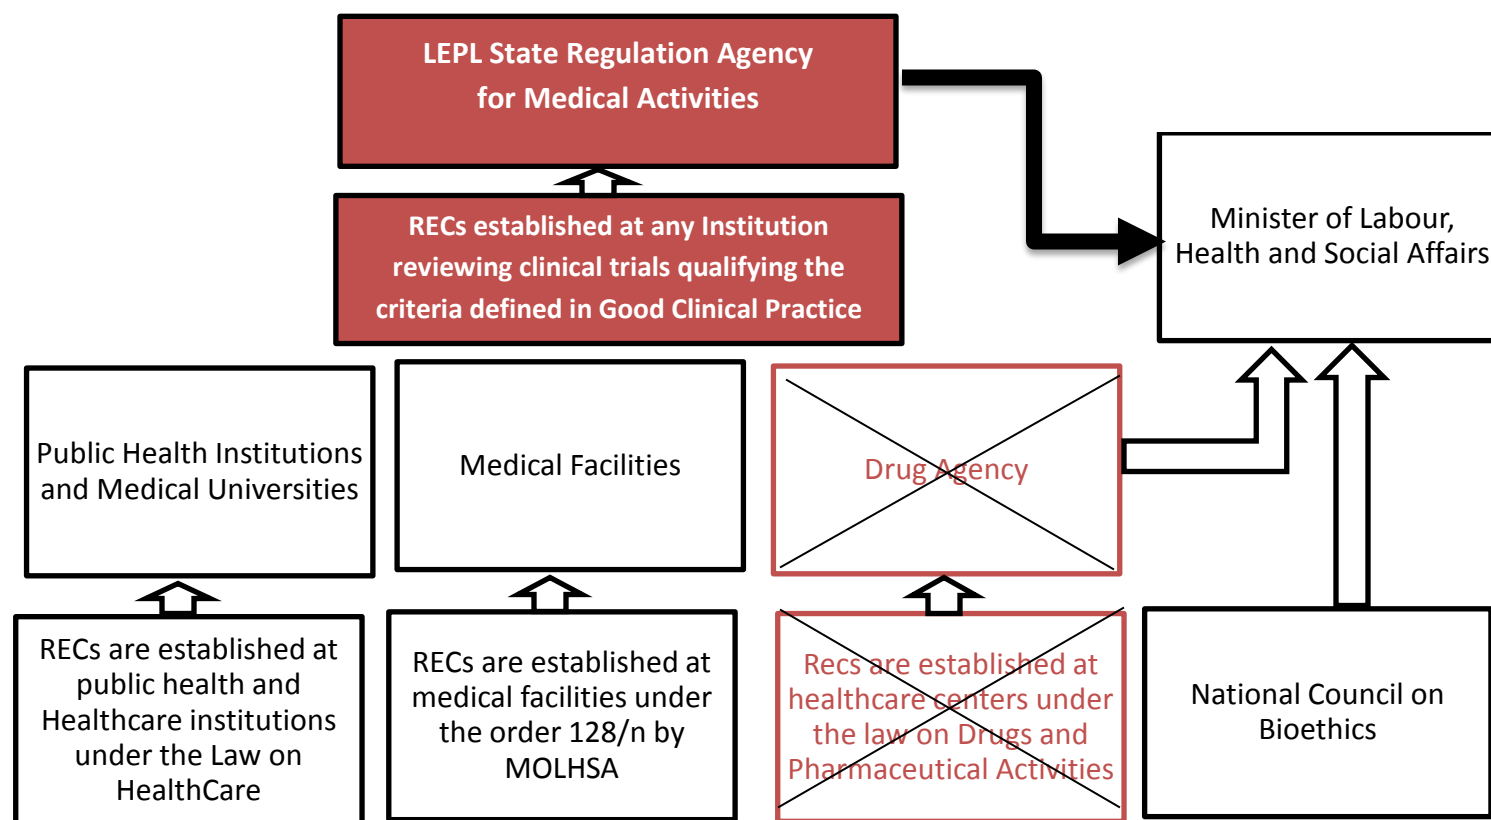 LEPL State Regulation Agency
for Medical Activities
RECs established at any Institution
reviewing clinical trials qualifying the
criteria defined in Good Clinical Practice
Minister of Labour,
Health and Social Affairs
Public Health Institutions
and Medical Universities
Medical Facilities
Drug Agency
RECs are established at
public health and
Healthcare institutions
under the Law on
HealthCare
RECs are established at
medical facilities under
the order 128/n by
MOLHSA
Recs are established at
healthcare centers under
the law on Drugs and
Pharmaceutical Activities
National Council on
Bioethics